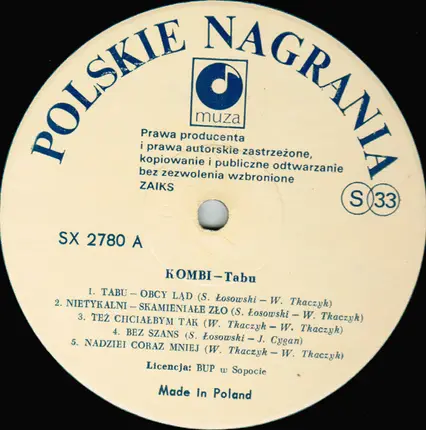 POLSKIE NAGRANIA
muza
Prawa producenta
i prawa autorskie zastrzeżone,
kopiowanie i publiczne odtwarzanie
bez zezwolenia wzbronione
ZAIKS
S 33
SX 2780 A
KOMBI – Tabu
1. TABU – OBCY LĄD (S. Łosowski – W. Tkaczyk)
2. NIETYKALNI – SKAMIENIAŁE ZŁO (S. Łosowski – W. Tkaczyk)
3. TEŻ CHCIAŁBYM TAK (W. Tkaczyk – W. Tkaczyk)
4. BEZ SZANS (S. Łosowski – J. Cygan)
5. NADZIEI CORAZ MNIEJ (W. Tkaczyk – W. Tkaczyk)
Licencja: BUP w Sopocie
Made in Poland